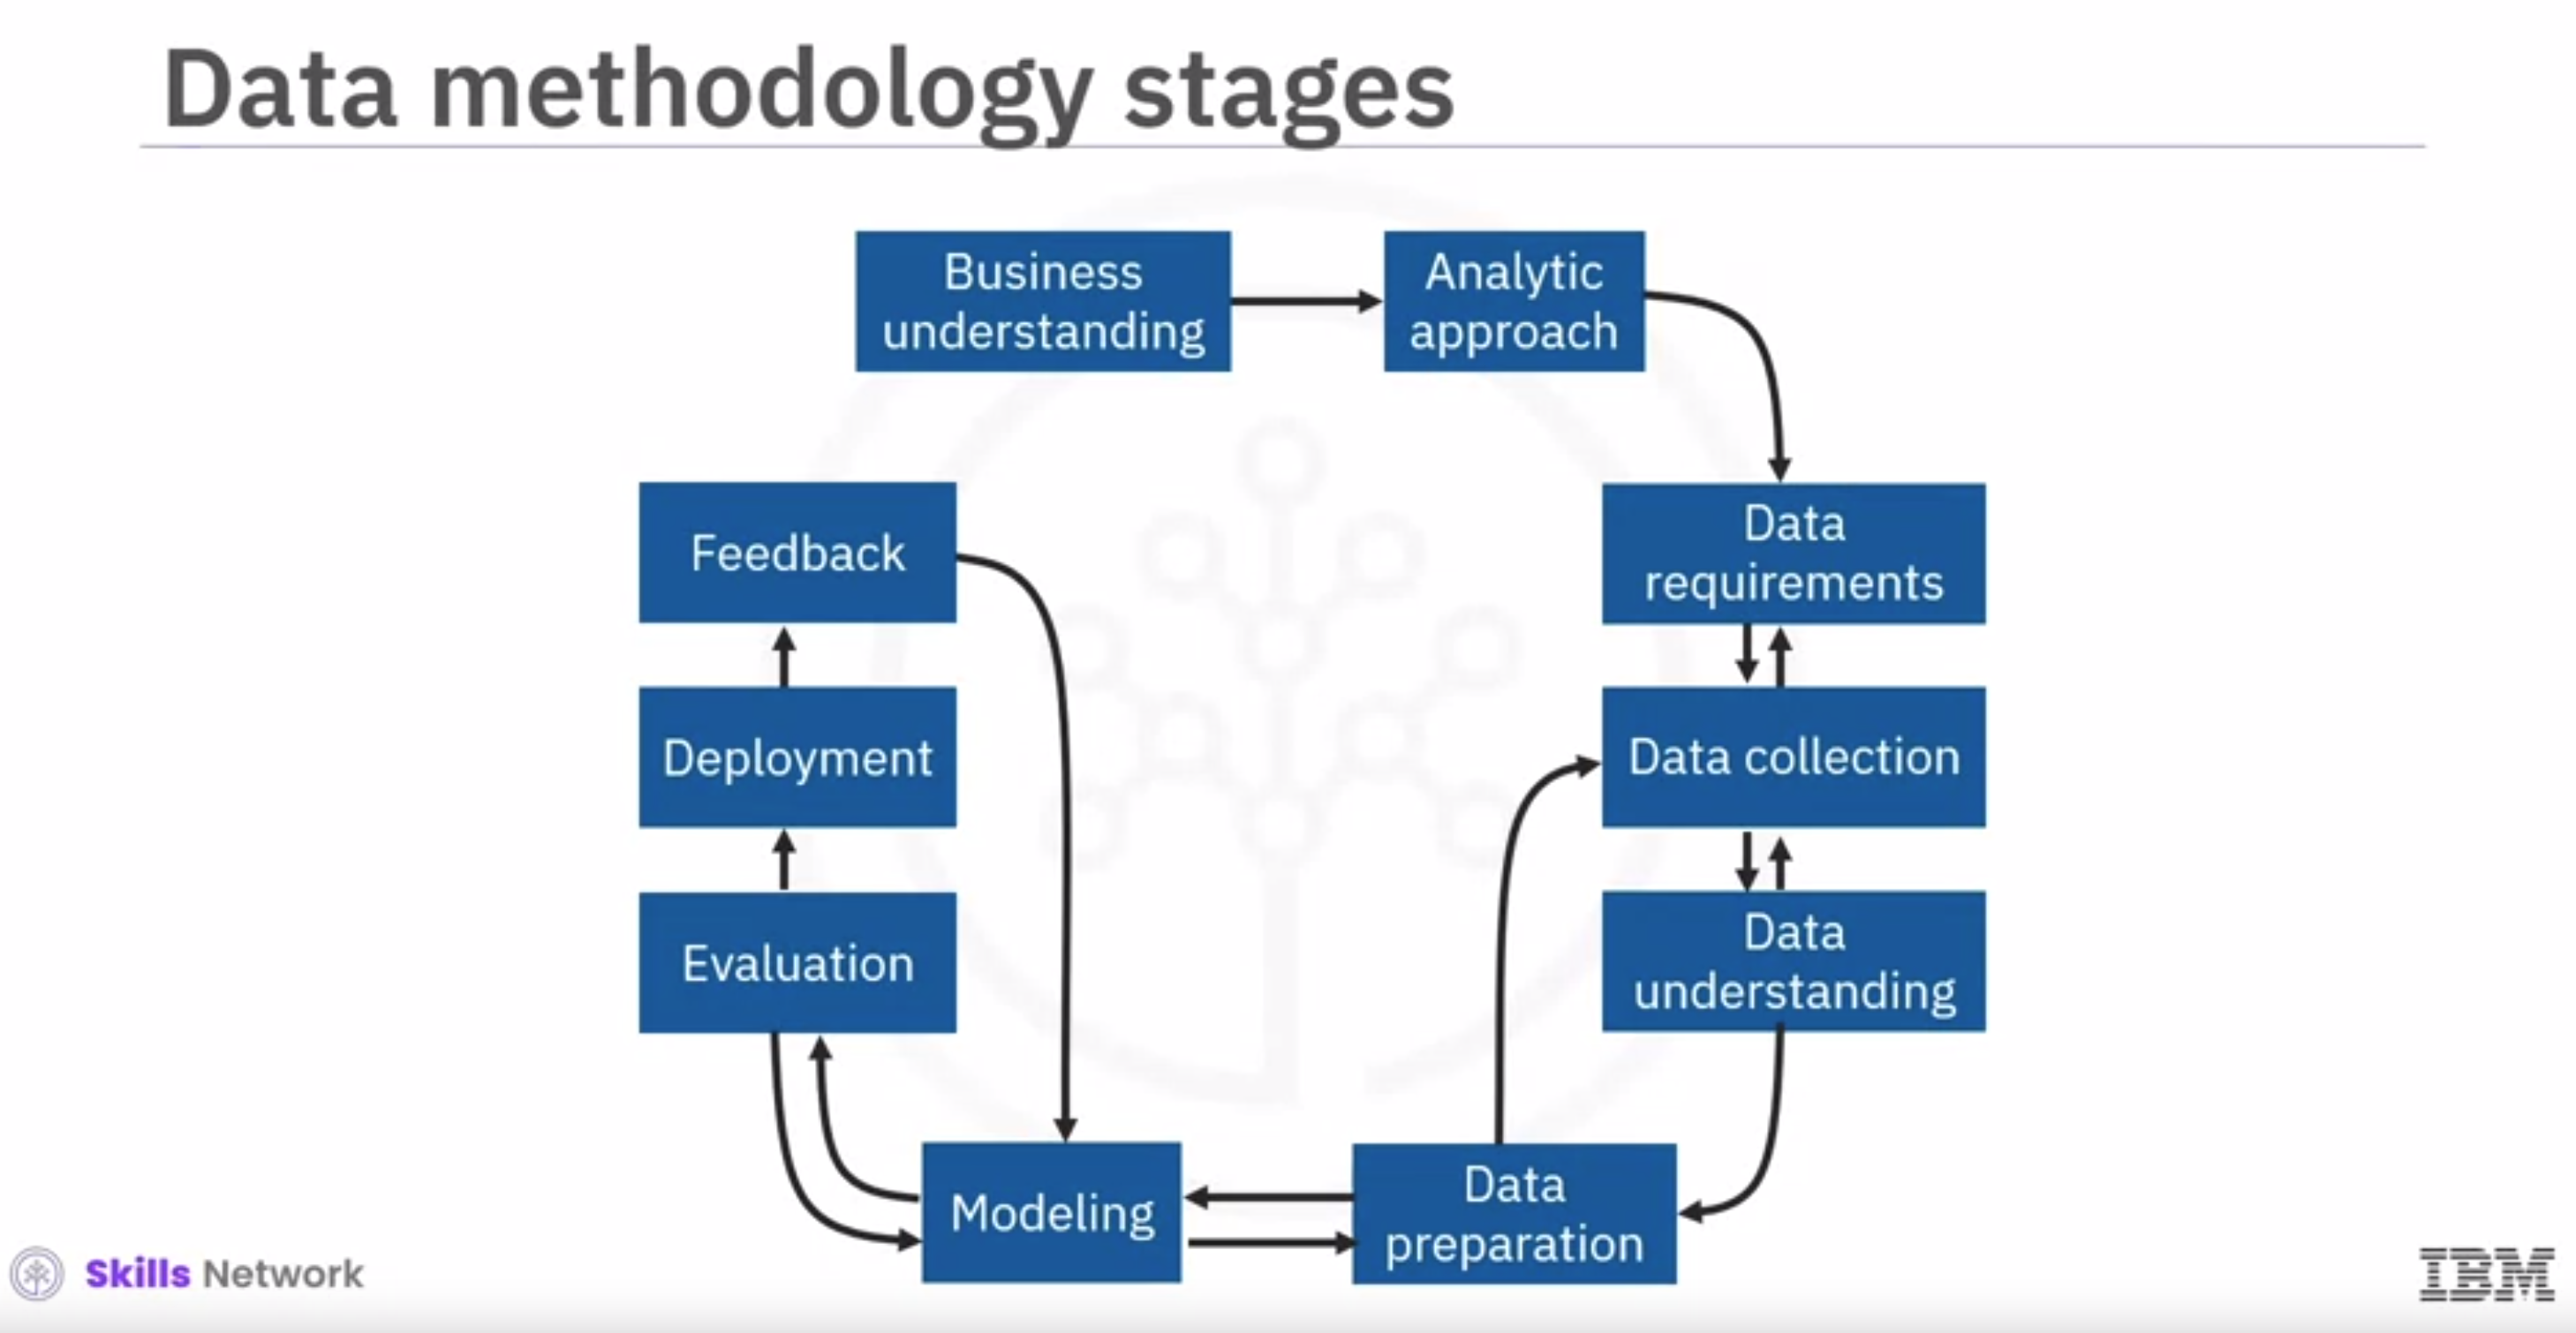 Data methodology stages
Business
understanding
Analytic
approach
Data
requirements
Data collection
Data
understanding
Data
preparation
Modeling
Evaluation
Deployment
Feedback
Skills Network
IBM